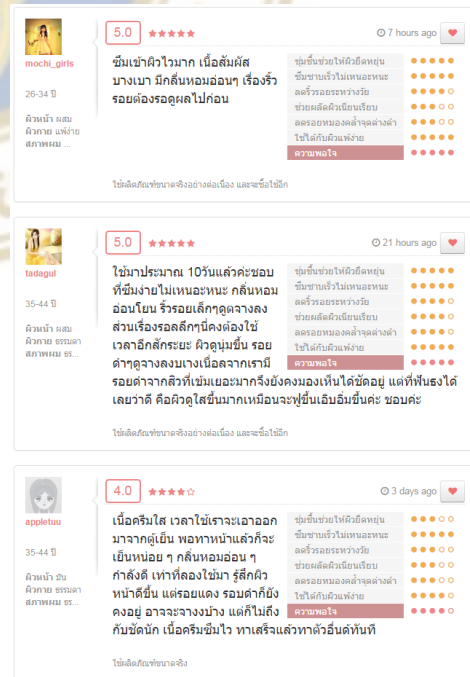 5.0
7 hours ago
mochi_girls
26-34 ปี
ผิวหน้า ผสม
ผิวกาย แพ้ง่าย
สภาพผม ...
ซึมเข้าผิวไวมาก เนื้อสัมผัส
บางเบา มีกลิ่นหอมอ่อนๆ เรื่องริ้ว
รอยต้องรอดูผลไปก่อน
ชุ่มชื้นช่วยให้ผิวยืดหยุ่น
ซึมซาบเร็วไม่เหนอะหนะ
ลดริ้วรอยระหว่างวัย
ช่วยผลัดผิวเนียนเรียบ
ลดรอยหมองคล้ำจุดด่างดำ
ใช้ได้กับผิวแพ้ง่าย
ความพอใจ
ใช้ผลิตภัณฑ์ขนาดจริงอย่างต่อเนื่อง และจะซื้อใช้อีก
5.0
21 hours ago
tadagul
35-44 ปี
ผิวหน้า ผสม
ผิวกาย ธรรมดา
สภาพผม ธร...
ใช้มาประมาณ 10วันแล้วค่ะชอบ
ที่ซึมง่ายไม่เหนอะหนะ กลิ่นหอม
อ่อนโยน ริ้วรอยเล็กๆดูจางลง
ส่วนเรื่องรอยลึกๆนี่คงต้องใช้
เวลาอีกสักระยะ ผิวดูนุ่มขึ้น รอย
ดำๆดูจางลงบางเนื่อลจากเรามี
รอยดำจากสิวที่เข้มเยอะมากจึงยังคงมองเห็นได้ชัดอยู่ แต่ที่ฟันธงได้
เลยว่าดี คือผิวดูใสขึ้นมากเหมือนจะฟูขึ้นเอิบอิ่มขึ้นค่ะ ชอบค่ะ
ชุ่มชื้นช่วยให้ผิวยืดหยุ่น
ซึมซาบเร็วไม่เหนอะหนะ
ลดริ้วรอยระหว่างวัย
ช่วยผลัดผิวเนียนเรียบ
ลดรอยหมองคล้ำจุดด่างดำ
ใช้ได้กับผิวแพ้ง่าย
ความพอใจ
ใช้ผลิตภัณฑ์ขนาดจริงอย่างต่อเนื่อง และจะซื้อใช้อีก
4.0
3 days ago
appletuu
35-44 ปี
ผิวหน้า มัน
ผิวกาย ธรรมดา
สภาพผม ธร...
เนื้อครีมใส เวลาใช้เราจะเอาออก
มาจากตู้เย็น พอทาหน้าแล้วก็จะ
เย็นหน่อย ๆ กลิ่นหอมอ่อน ๆ
กำลังดี เท่าที่ลองใช้มา รู้สึกผิว
หน้าดีขึ้น แต่รอยแดง รอบดำก็ยัง
คงอยู่ อาจจะจางบ้าง แต่ก็ไม่ถึง
กับชัดนัก เนื้อครีมซึมไว ทาเสร็จแล้วทาตัวอื่นต์ทันที
ชุ่มชื้นช่วยให้ผิวยืดหยุ่น
ซึมซาบเร็วไม่เหนอะหนะ
ลดริ้วรอยระหว่างวัย
ช่วยผลัดผิวเนียนเรียบ
ลดรอยหมองคล้ำจุดด่างดำ
ใช้ได้กับผิวแพ้ง่าย
ความพอใจ
ใช้ผลิตภัณฑ์ขนาดจริง